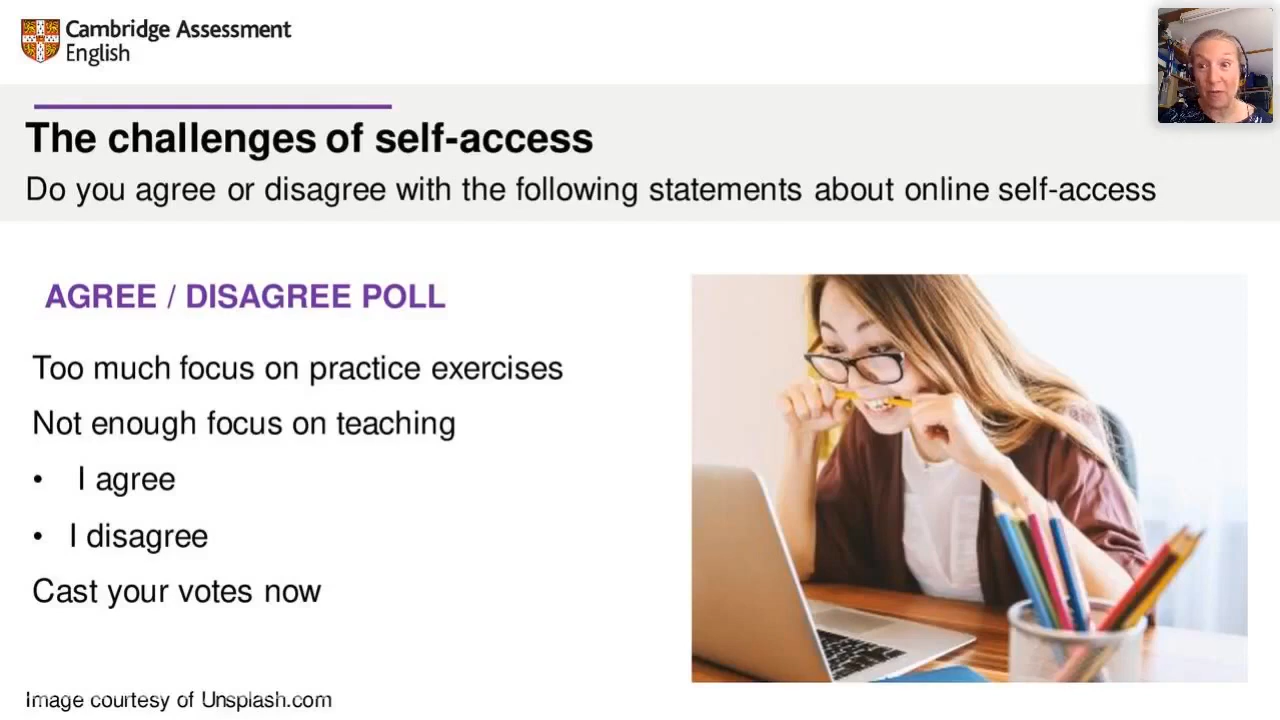 Cambridge Assessment
English
The challenges of self-access
Do you agree or disagree with the following statements about online self-access
AGREE / DISAGREE POLL
Too much focus on practice exercises
Not enough focus on teaching
• I agree
• I disagree
Cast your votes now
Image courtesy of Unsplash.com